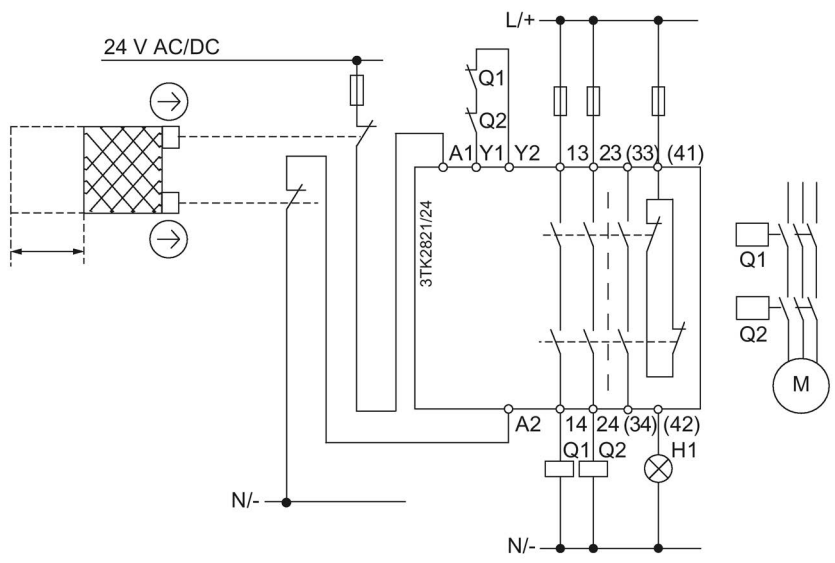 L/+
24 V AC/DC
Q1
Q2
A1 Y1 Y2 13 23 (33) (41)
3TK2821/24
Q1
Q2
M
A2 14 24 (34) (42)
Q1 Q2 H1
N/-
N/-